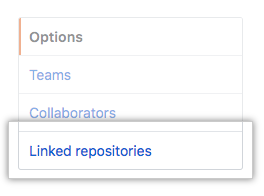 Options
Teams
Collaborators
Linked repositories